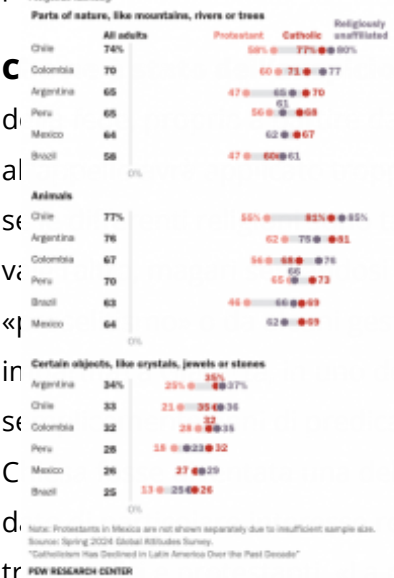 Parts of nature, like mountains, rivers or trees
Religiously
All adults Protestant Catholic unaffiliated
Chile 74% 58% 77% 80%
Colombia 70 60 71 77
Argentina 65 47 65 70
61
Peru 65 56 68
Mexico 64 62 67
Brazil 58 47 60 61
0%
Animals
Chile 77% 55% 81% 85%
Argentina 76 62 75 81
Colombia 67 56 68 76
66
Peru 70 65 73
Brazil 63 46 66 69
Mexico 64 62 69
0%
Certain objects, like crystals, jewels or stones
35%
Argentina 34% 25% 37%
Chile 33 21 35 36
32
Colombia 32 28 35
Peru 28 18 23 32
Mexico 26 27 29
Brazil 25 13 25 26
0%
Note: Protestants in Mexico are not shown separately due to insufficient sample size.
Source: Spring 2024 Global Attitudes Survey.
"Catholicism Has Declined in Latin America Over the Past Decade"
PEW RESEARCH CENTER